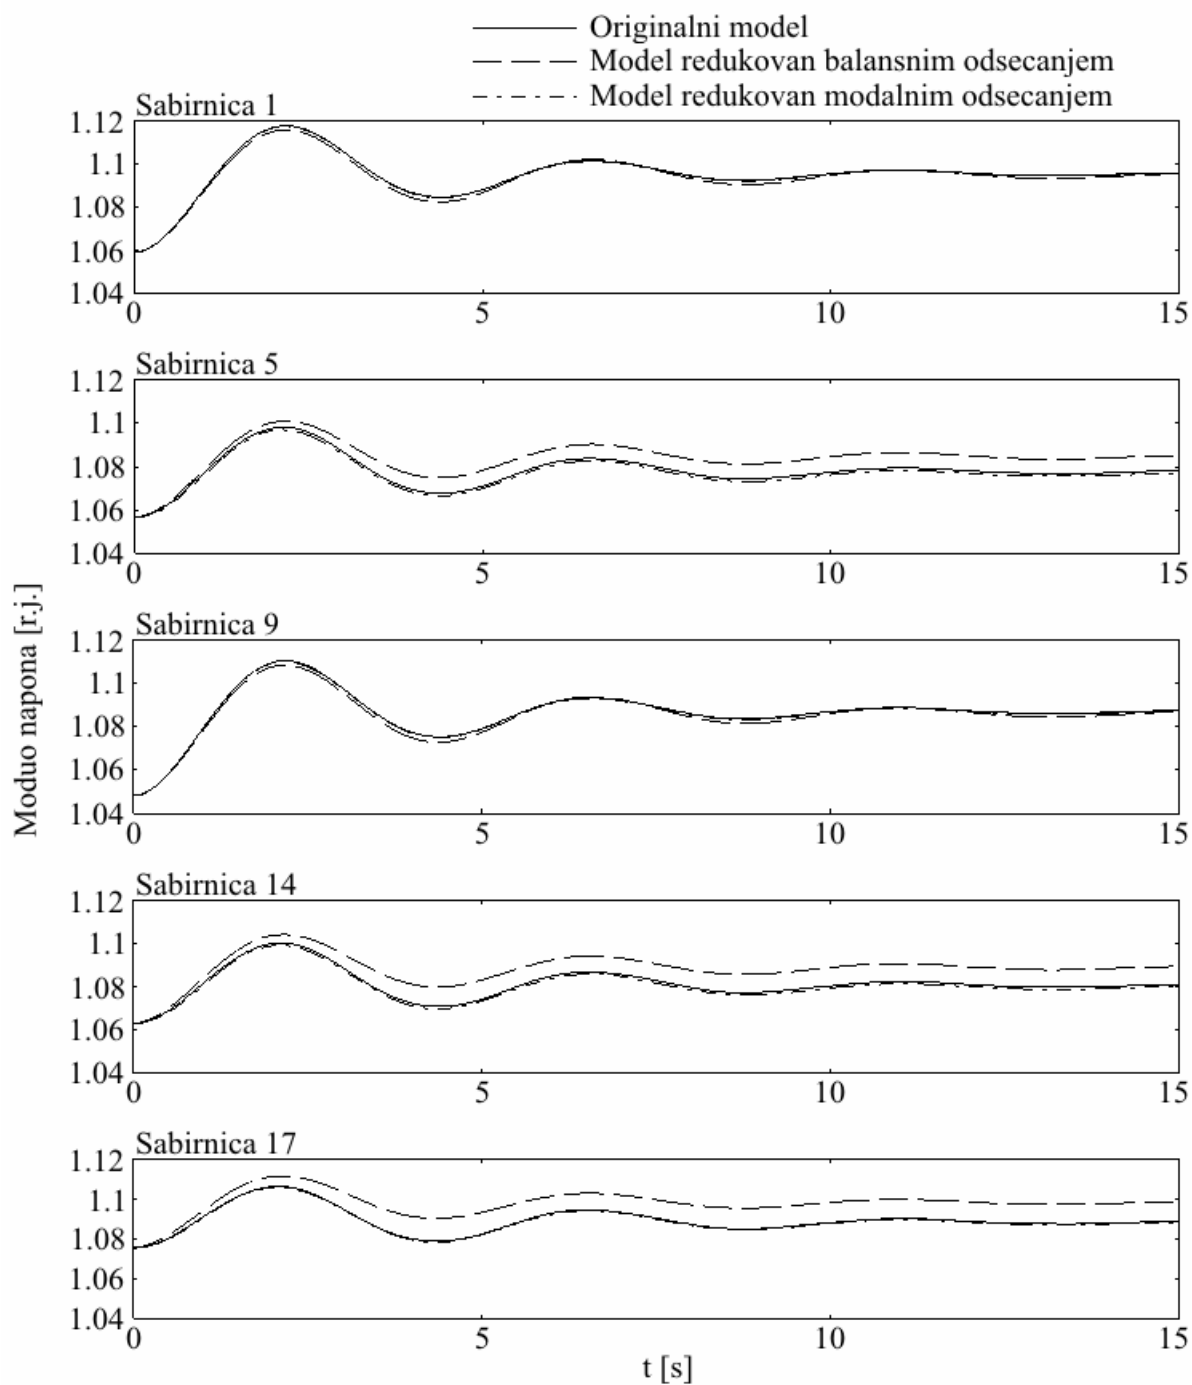 Originalni model
Model redukovan balansnim odsecanjem
Model redukovan modalnim odsecanjem
Moduo napona [r.j.]
Sabirnica 1
1.12
1.1
1.08
1.06
1.04
0 5 10 15
Sabirnica 5
1.12
1.1
1.08
1.06
1.04
0 5 10 15
Sabirnica 9
1.12
1.1
1.08
1.06
1.04
0 5 10 15
Sabirnica 14
1.12
1.1
1.08
1.06
1.04
0 5 10 15
Sabirnica 17
1.12
1.1
1.08
1.06
1.04
0 5 10 15
t [s]